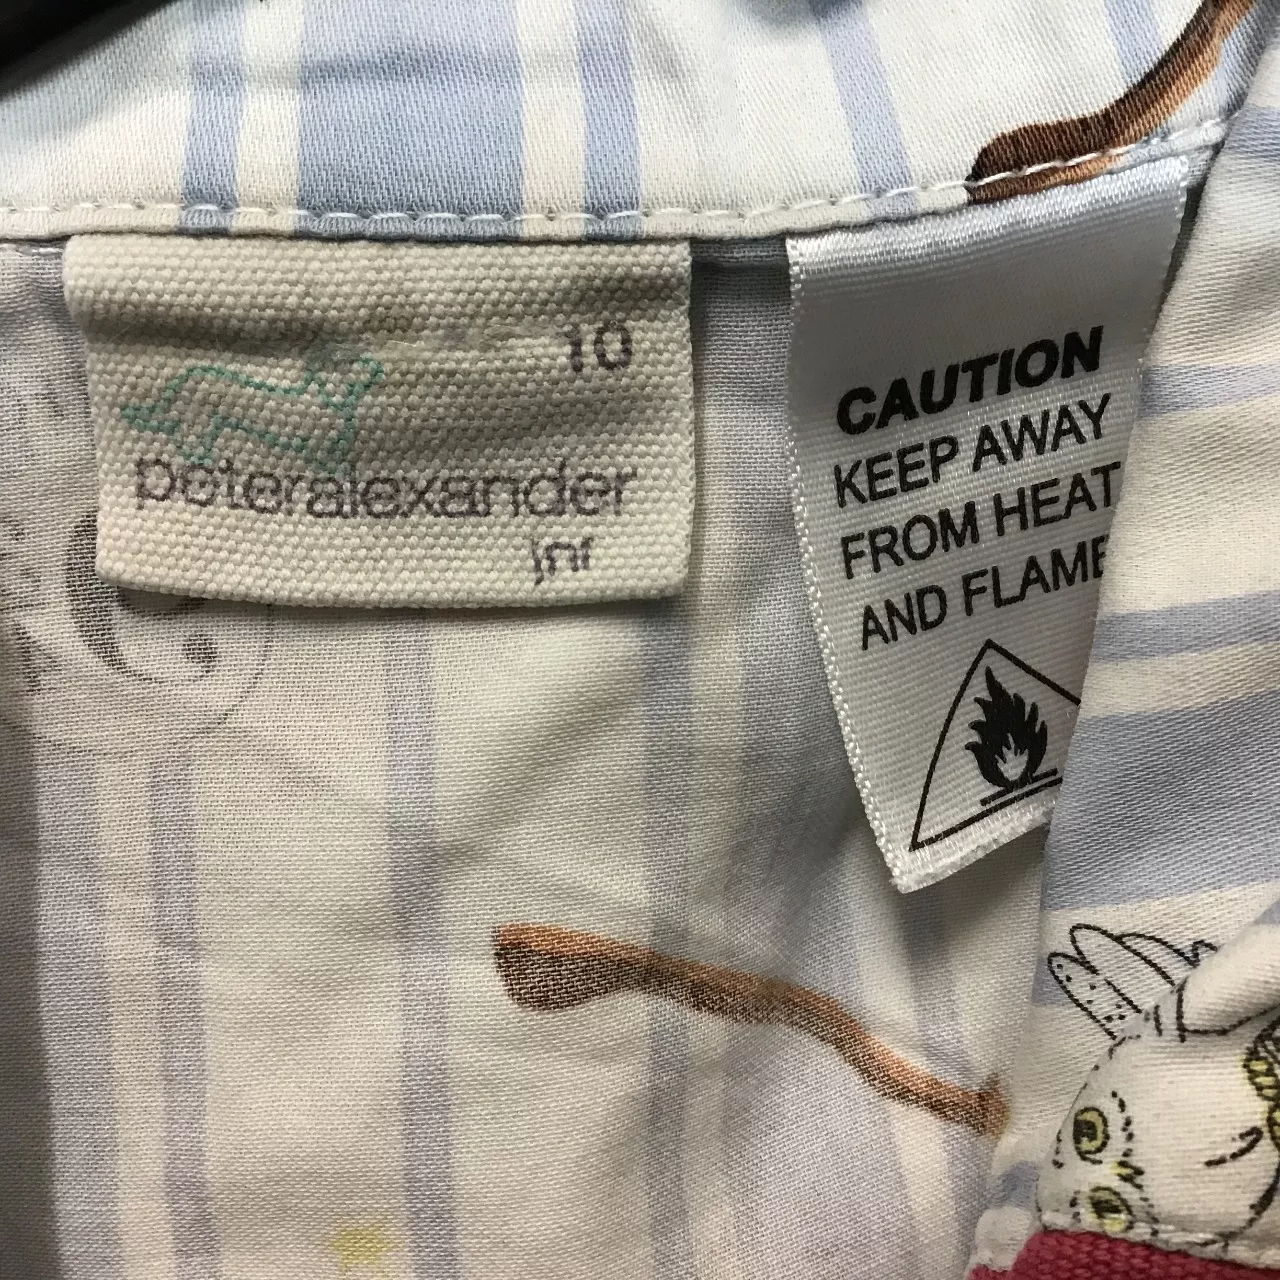 10
peteralexander
jnr
CAUTION
KEEP AWAY
FROM HEAT
AND FLAME